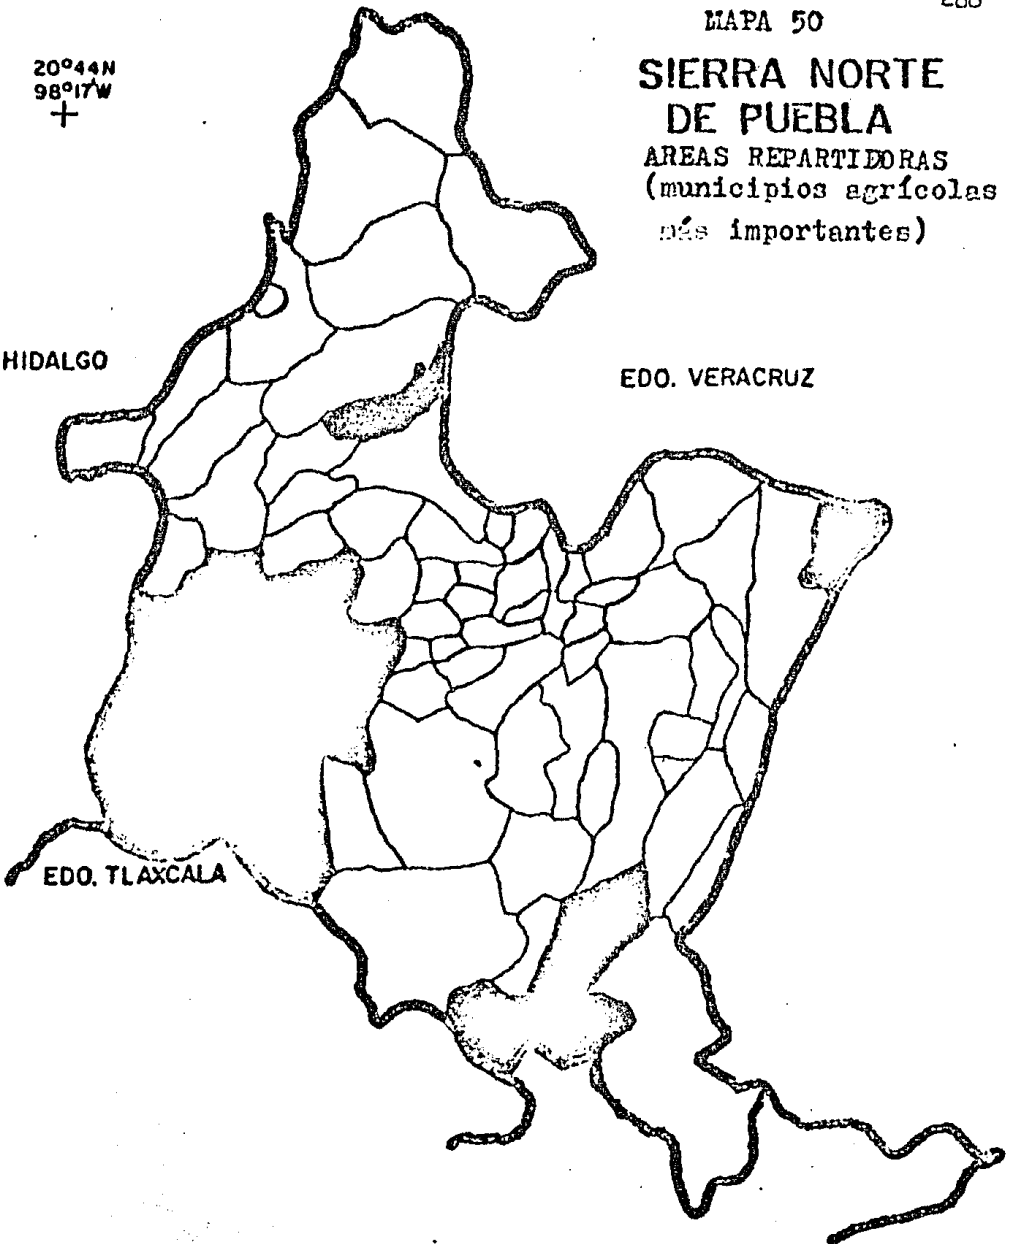 MAPA 50
20°44N
98°17W
SIERRA NORTE
DE PUEBLA
AREAS REPARTIDORAS
(municipios agrícolas
más importantes)
HIDALGO
EDO. VERACRUZ
EDO. TLAXCALA